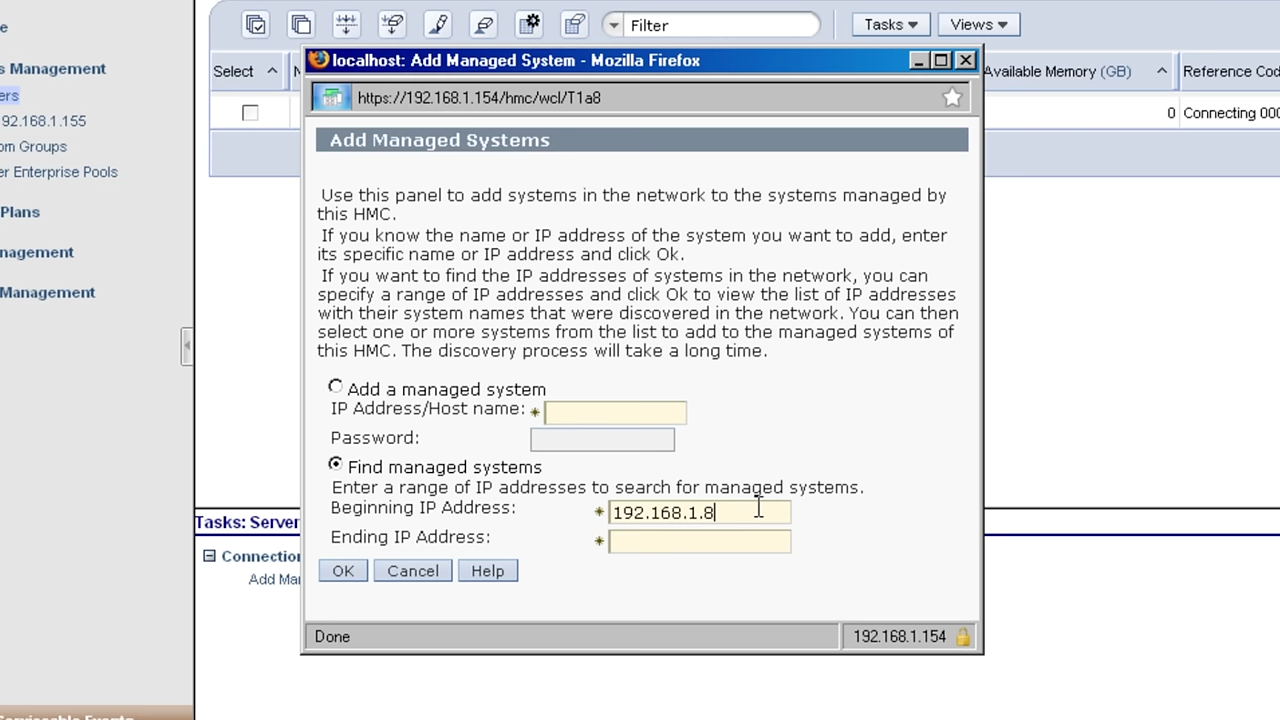 Filter
Tasks
Views
localhost: Add Managed System - Mozilla Firefox
Select
Available Memory (GB)
Reference Cod
https://192.168.1.154/hmc/wcl/T1a8
s Management
ers
92.168.1.155
om Groups
er Enterprise Pools
Plans
nagement
Management
0
Connecting 000
Add Managed Systems
Use this panel to add systems in the network to the systems managed by
this HMC.
If you know the name or IP address of the system you want to add, enter
its specific name or IP address and click Ok.
If you want to find the IP addresses of systems in the network, you can
specify a range of IP addresses and click Ok to view the list of IP addresses
with their system names that were discovered in the network. You can then
select one or more systems from the list to add to the managed systems of
this HMC. The discovery process will take a long time.
Add a managed system
IP Address/Host name:
Password:
Find managed systems
Enter a range of IP addresses to search for managed systems.
Beginning IP Address: 192.168.1.8
Ending IP Address:
OK
Cancel
Help
Tasks: Server
Connection
Add Ma
Done
192.168.1.154